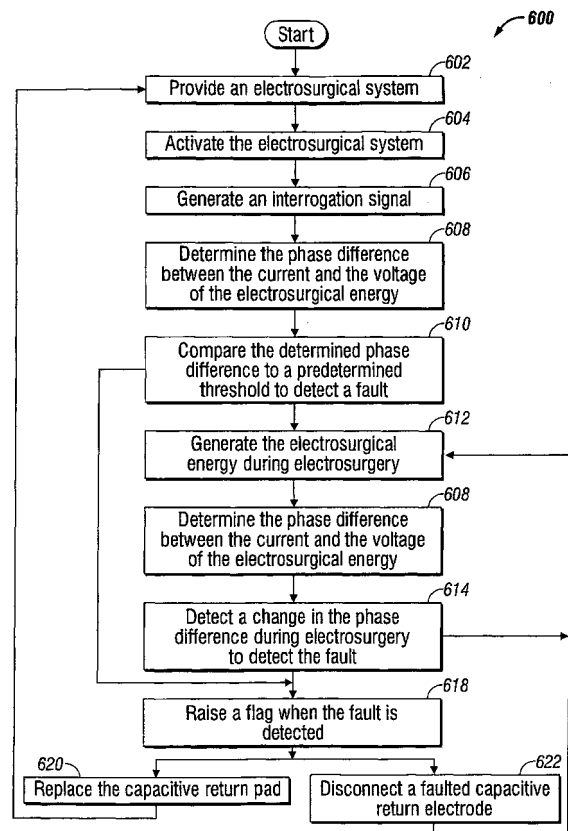 600
Start
602
Provide an electrosurgical system
604
Activate the electrosurgical system
606
Generate an interrogation signal
608
Determine the phase difference
between the current and the voltage
of the electrosurgical energy
610
Compare the determined phase
difference to a predetermined
threshold to detect a fault
612
Generate the electrosurgical
energy during electrosurgery
608
Determine the phase difference
between the current and the voltage
of the electrosurgical energy
614
Detect a change in the phase
difference during electrosurgery
to detect the fault
618
Raise a flag when the fault is
detected
620
Replace the capacitive return pad
622
Disconnect a faulted capacitive
return electrode